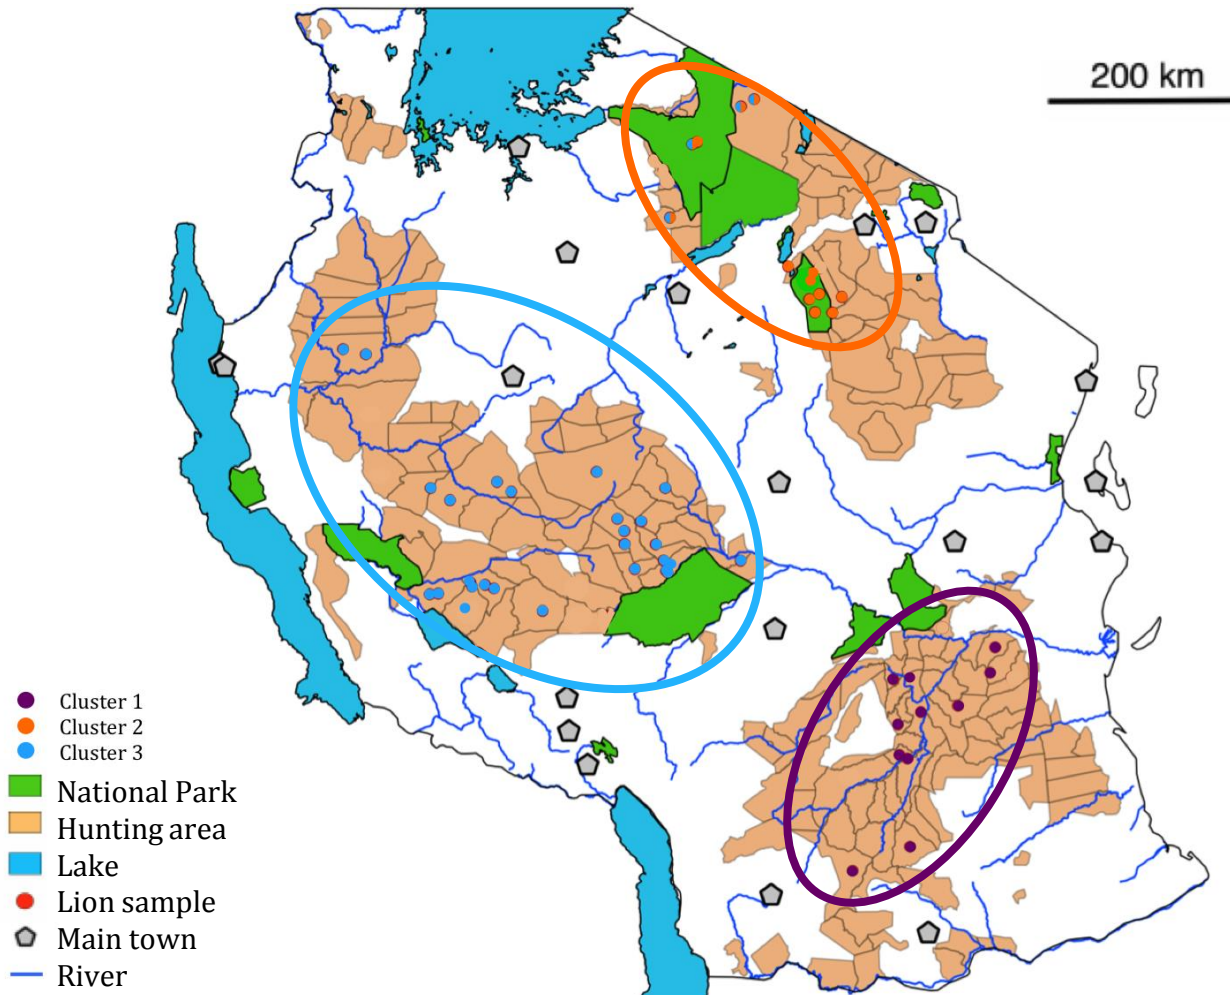 200 km
Cluster 1
Cluster 2
Cluster 3
National Park
Hunting area
Lake
Lion sample
Main town
River